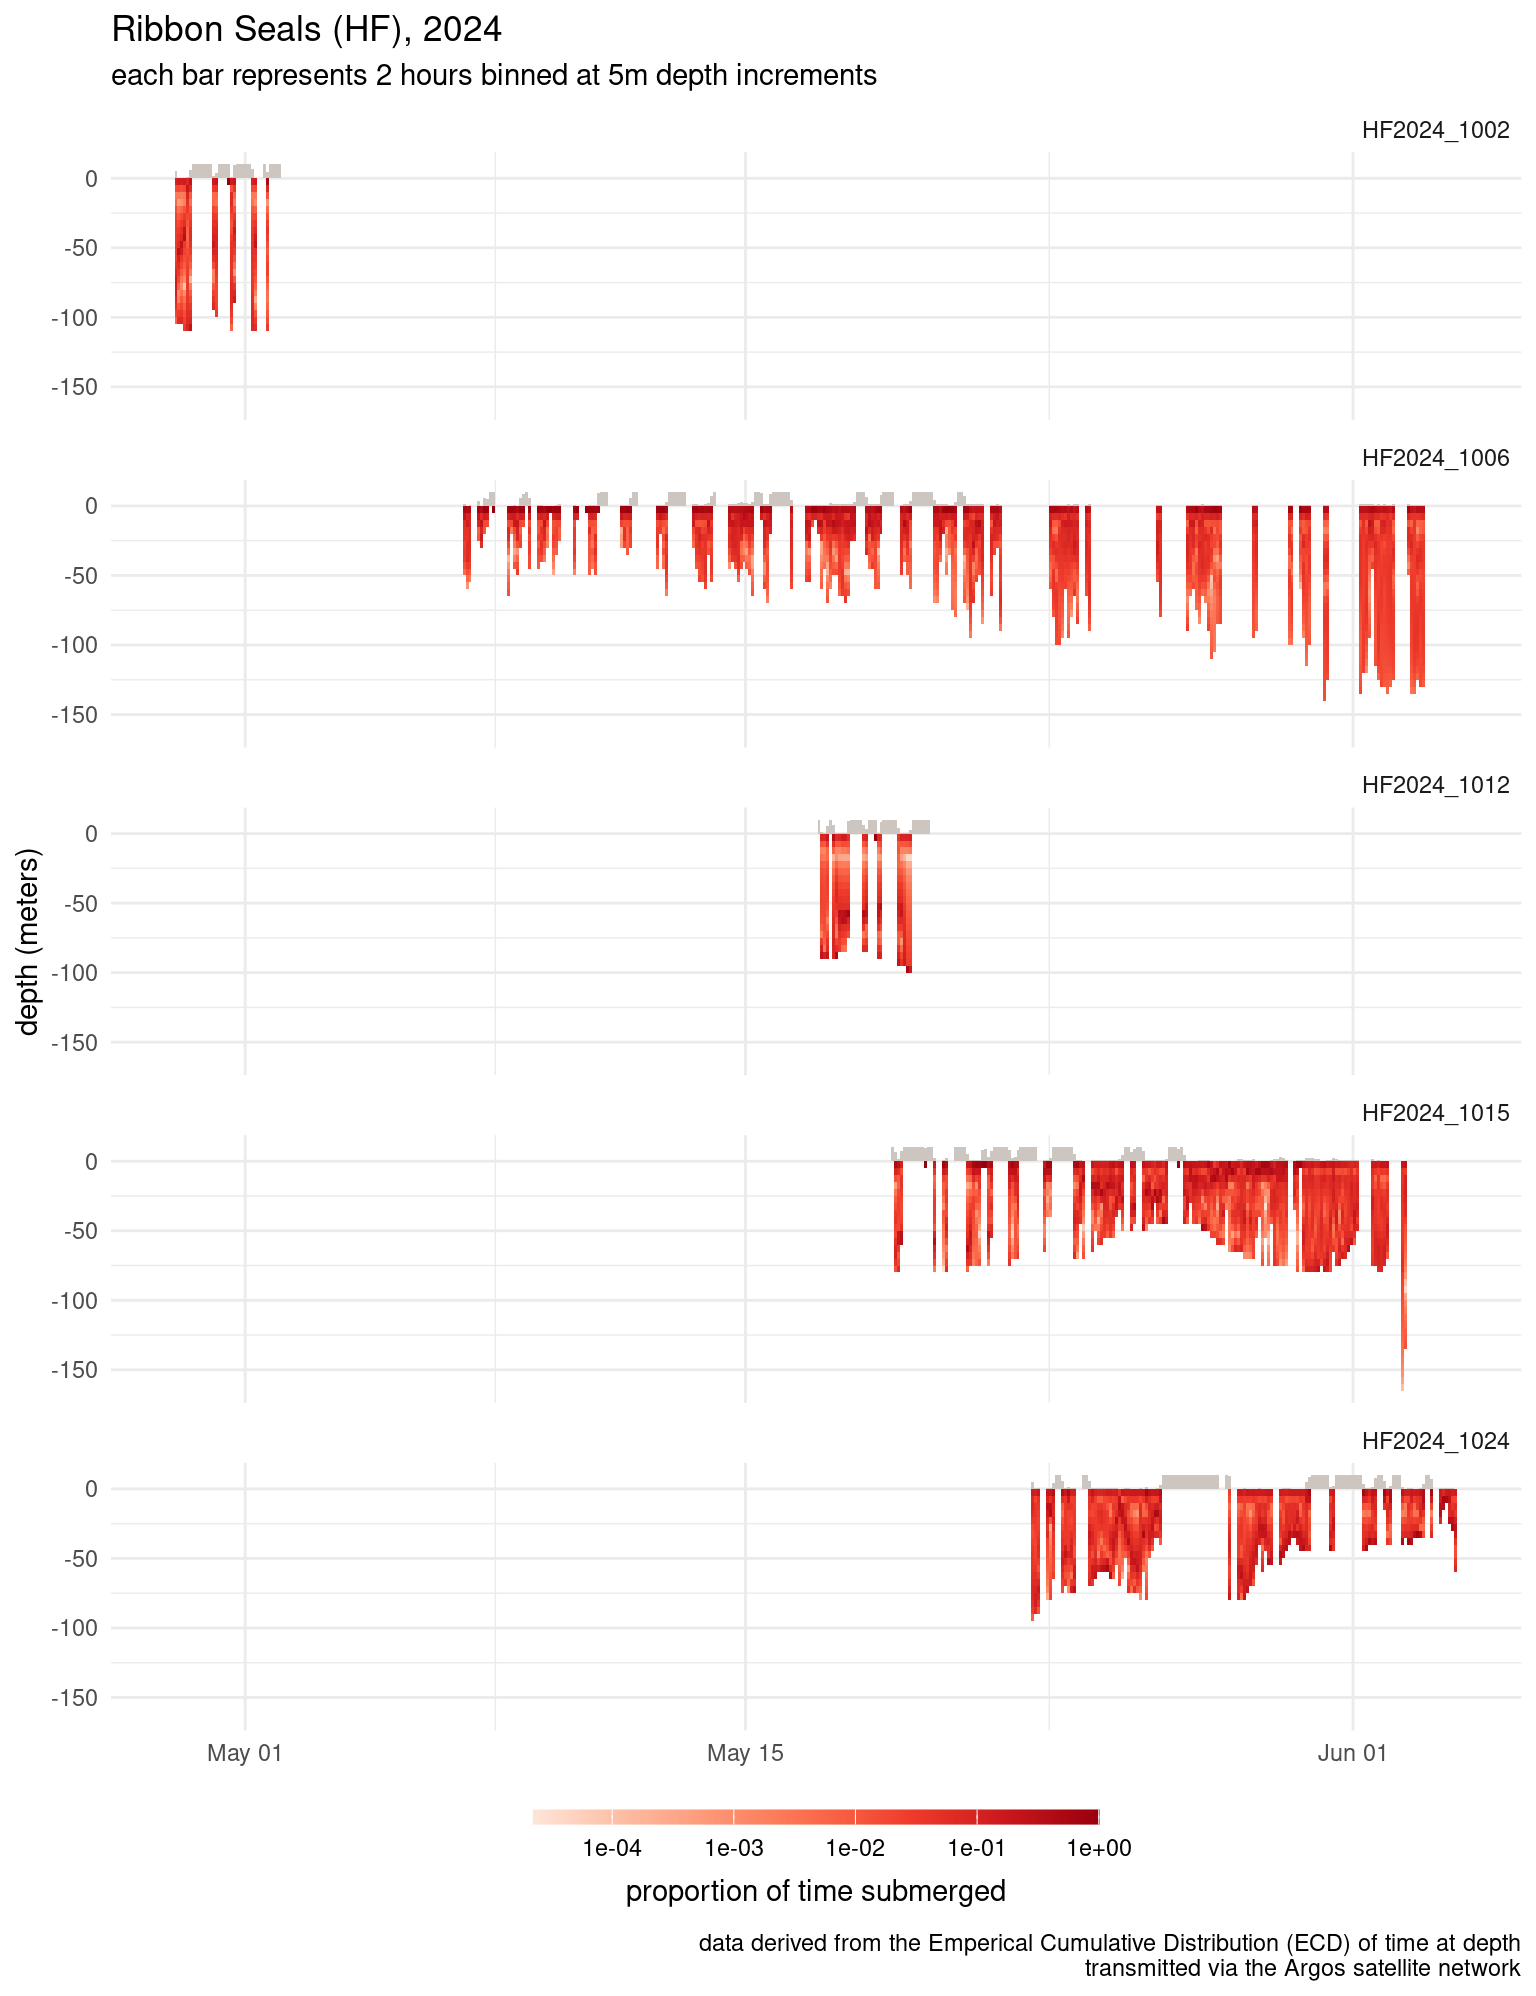 Ribbon Seals (HF), 2024
each bar represents 2 hours binned at 5m depth increments
HF2024_1002
0
-50
-100
-150
HF2024_1006
0
-50
-100
-150
HF2024_1012
0
-50
-100
-150
depth (meters)
HF2024_1015
0
-50
-100
-150
HF2024_1024
0
-50
-100
-150
May 01 May 15 Jun 01
1e-04 1e-03 1e-02 1e-01 1e+00
proportion of time submerged
data derived from the Emperical Cumulative Distribution (ECD) of time at depth
transmitted via the Argos satellite network